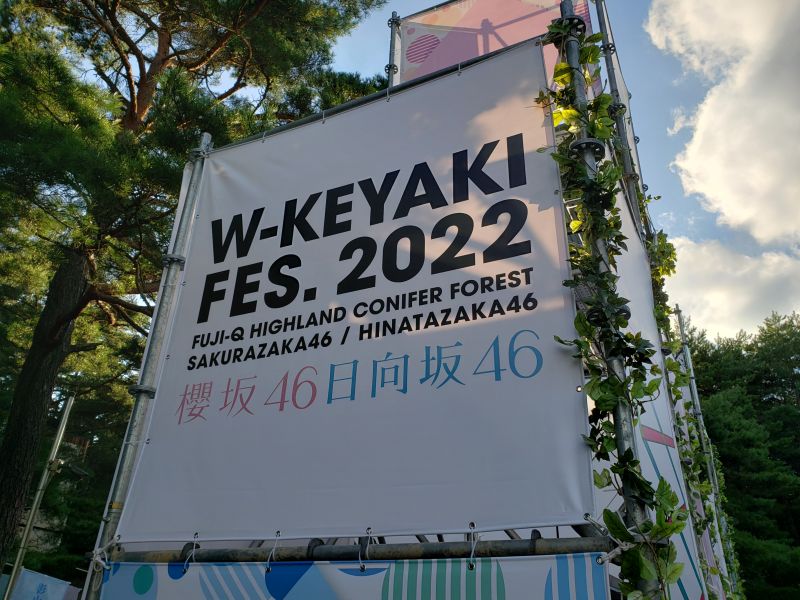 W-KEYAKI
FES. 2022
FUJI-Q HIGHLAND CONIFER FOREST
SAKURAZAKA46 / HINATAZAKA46
櫻坂46日向坂46